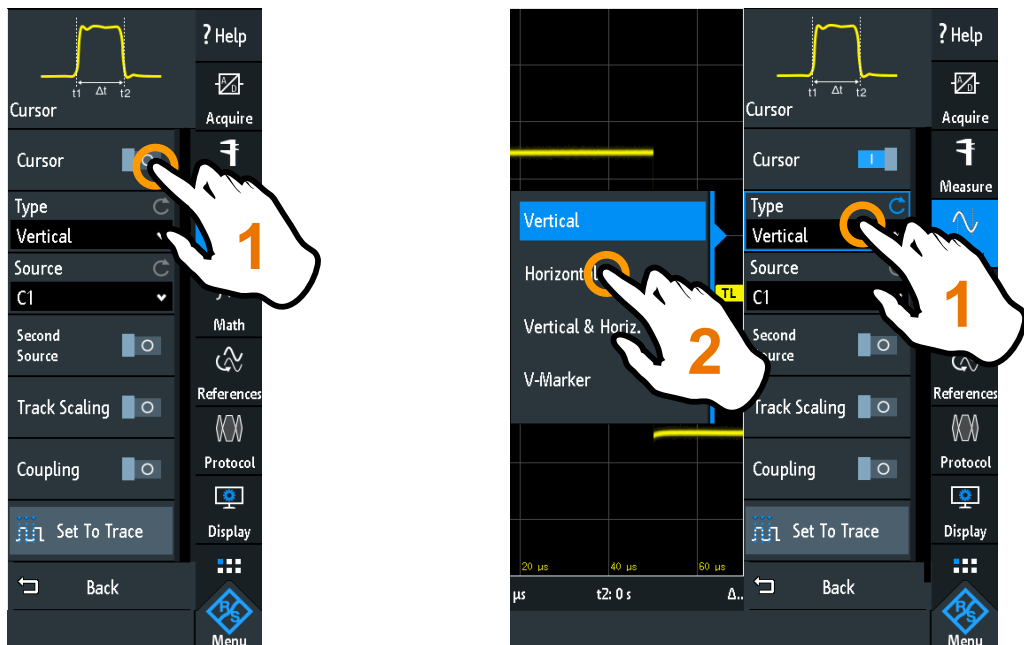 t1 Δt t2
Cursor
Cursor
Type
Vertical
Source
C1
Second
Source
Track Scaling
Coupling
Set To Trace
Back
? Help
Acquire
Math
References
Protocol
Display
R/S
Menu
1
Vertical
Horizontal
Vertical & Horiz.
V-Marker
TL
20 µs
40 µs
60 µs
µs
t2: 0 s
Δ..
2
t1 Δt t2
Cursor
Cursor
Type
Vertical
Source
C1
Second
Source
Track Scaling
Coupling
Set To Trace
Back
? Help
Acquire
Measure
References
Protocol
Display
R/S
Menu
1